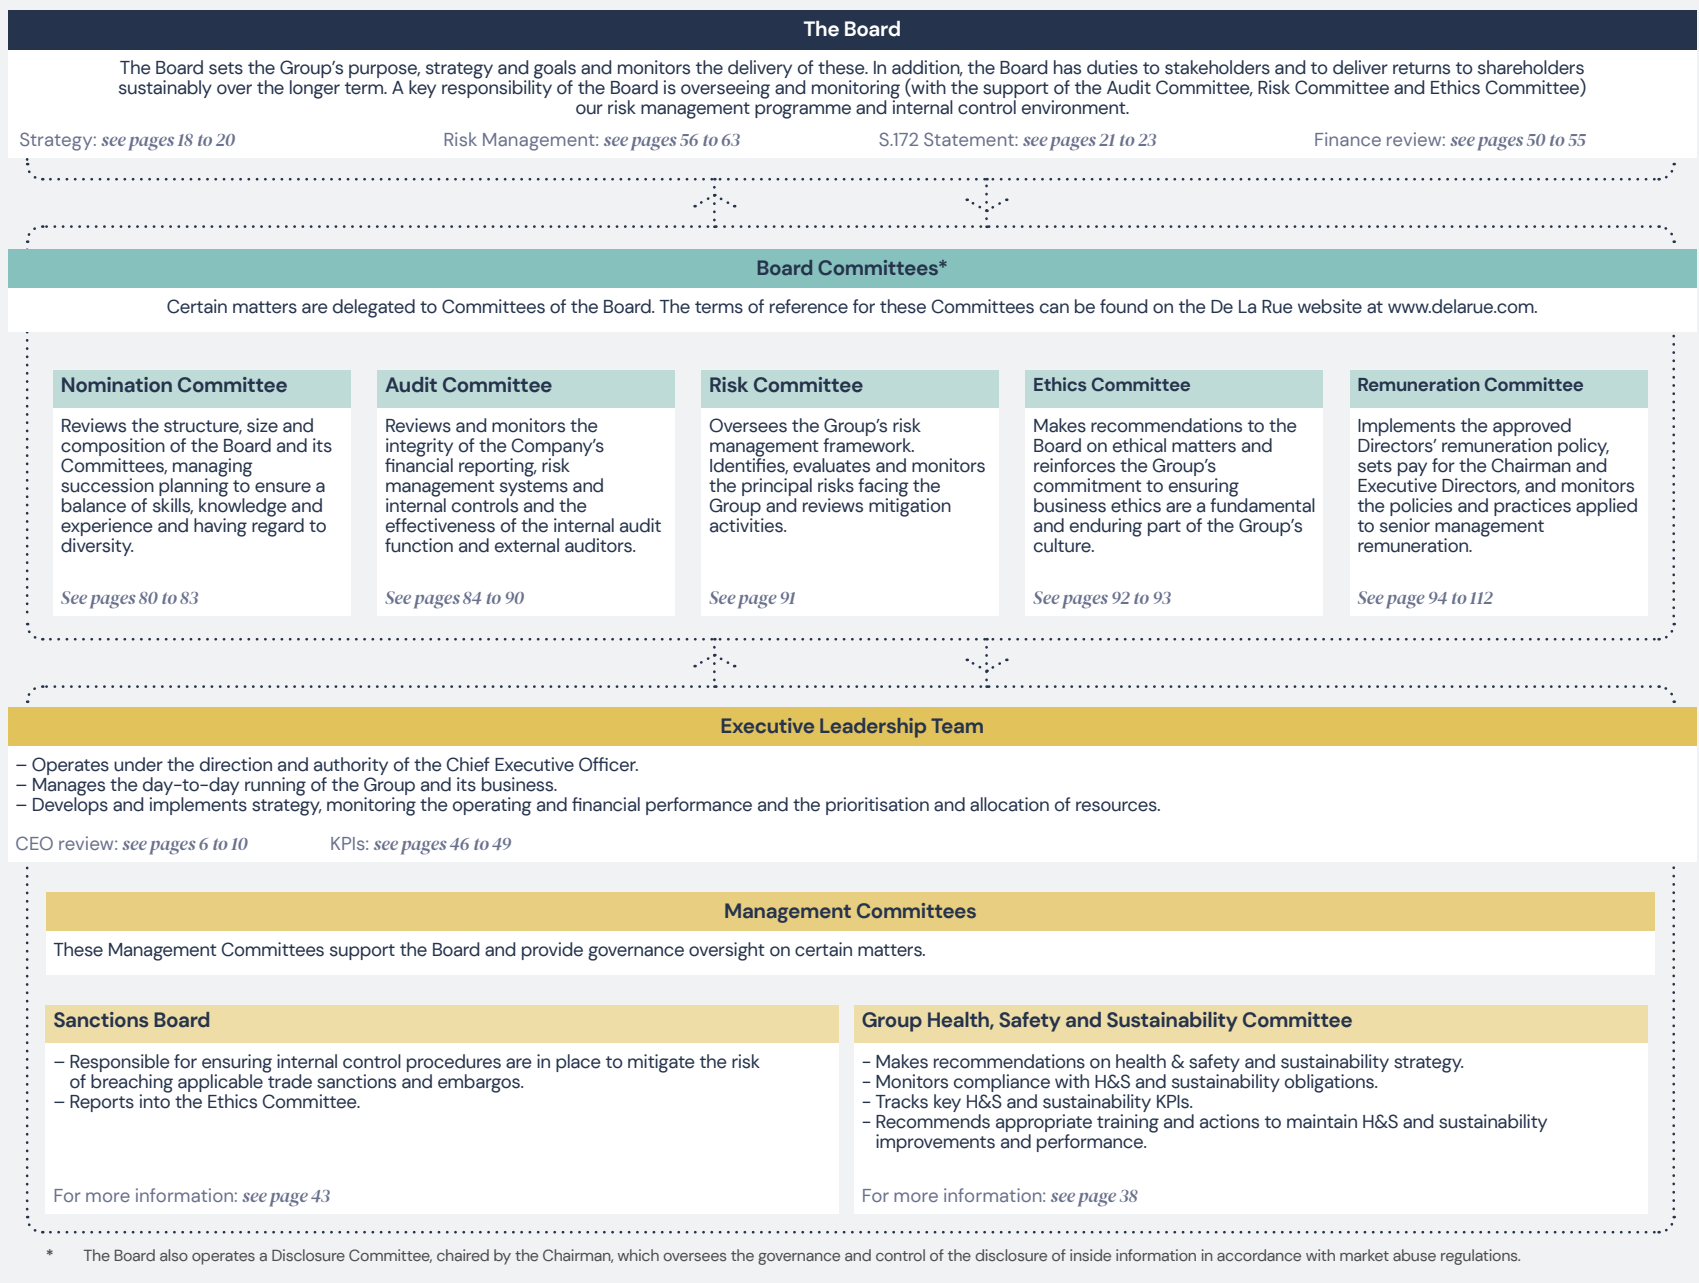 The Board
The Board sets the Group's purpose, strategy and goals and monitors the delivery of these. In addition, the Board has duties to stakeholders and to deliver returns to shareholders
sustainably over the longer term. A key responsibility of the Board is overseeing and monitoring (with the support of the Audit Committee, Risk Committee and Ethics Committee)
our risk management programme and internal control environment.
Strategy: see pages 18 to 20
Risk Management: see pages 56 to 63
S.172 Statement: see pages 21 to 23
Finance review: see pages 50 to 55
Board Committees*
Certain matters are delegated to Committees of the Board. The terms of reference for these Committees can be found on the De La Rue website at www.delarue.com.
Nomination Committee
Reviews the structure, size and
composition of the Board and its
Committees, managing
succession planning to ensure a
balance of skills, knowledge and
experience and having regard to
diversity.
See pages 80 to 83
Audit Committee
Reviews and monitors the
integrity of the Company's
financial reporting, risk
management systems and
internal controls and the
effectiveness of the internal audit
function and external auditors.
See pages 84 to 90
Risk Committee
Oversees the Group's risk
management framework.
Identifies, evaluates and monitors
the principal risks facing the
Group and reviews mitigation
activities.
See page 91
Ethics Committee
Makes recommendations to the
Board on ethical matters and
reinforces the Group's
commitment to ensuring
business ethics are a fundamental
and enduring part of the Group's
culture.
See pages 92 to 93
Remuneration Committee
Implements the approved
Directors' remuneration policy,
sets pay for the Chairman and
Executive Directors, and monitors
the policies and practices applied
to senior management
remuneration.
See page 94 to 112
Executive Leadership Team
– Operates under the direction and authority of the Chief Executive Officer.
– Manages the day-to-day running of the Group and its business.
– Develops and implements strategy, monitoring the operating and financial performance and the prioritisation and allocation of resources.
CEO review: see pages 6 to 10
KPIs: see pages 46 to 49
Management Committees
These Management Committees support the Board and provide governance oversight on certain matters.
Sanctions Board
– Responsible for ensuring internal control procedures are in place to mitigate the risk
of breaching applicable trade sanctions and embargos.
– Reports into the Ethics Committee.
For more information: see page 43
Group Health, Safety and Sustainability Committee
- Makes recommendations on health & safety and sustainability strategy.
- Monitors compliance with H&S and sustainability obligations.
- Tracks key H&S and sustainability KPIs.
- Recommends appropriate training and actions to maintain H&S and sustainability
improvements and performance.
For more information: see page 38
* The Board also operates a Disclosure Committee, chaired by the Chairman, which oversees the governance and control of the disclosure of inside information in accordance with market abuse regulations.